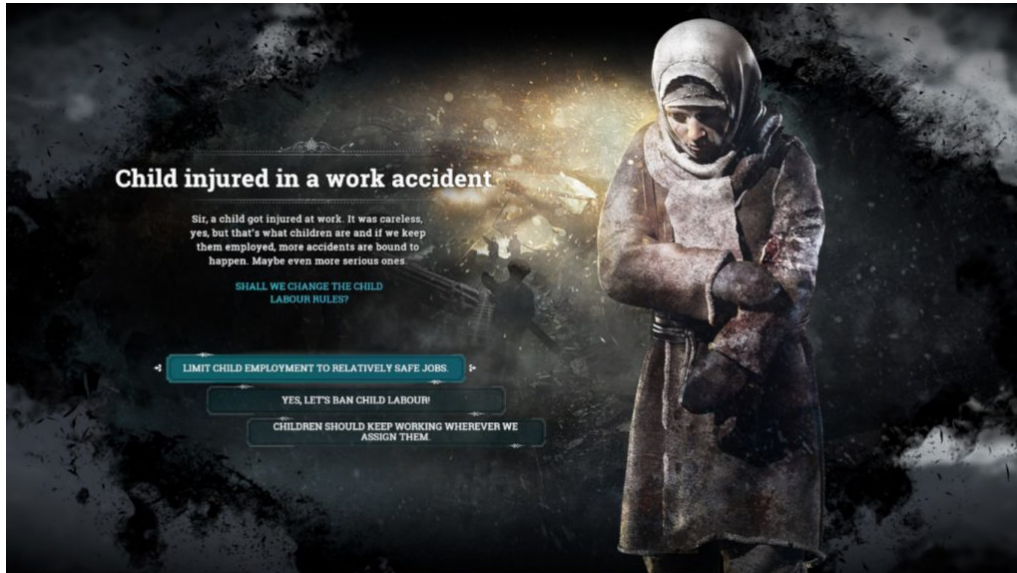 Child injured in a work accident
Sir, a child got injured at work. It was careless,
yes, but that's what children are and if we keep
them employed, more accidents are bound to
happen. Maybe even more serious ones
SHALL WE CHANGE THE CHILD
LABOUR RULES?
LIMIT CHILD EMPLOYMENT TO RELATIVELY SAFE JOBS.
YES, LET'S BAN CHILD LABOUR!
CHILDREN SHOULD KEEP WORKING WHEREVER WE
ASSIGN THEM.